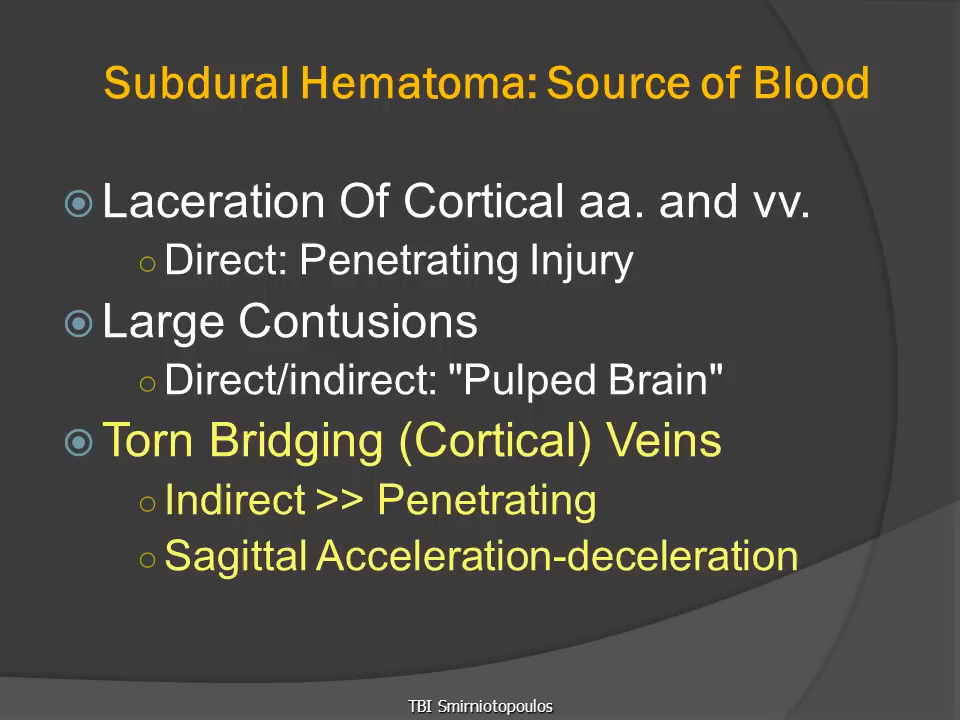 Subdural Hematoma: Source of Blood
Laceration Of Cortical aa. and vv.
Direct: Penetrating Injury
Large Contusions
Direct/indirect: "Pulped Brain"
Torn Bridging (Cortical) Veins
Indirect >> Penetrating
Sagittal Acceleration-deceleration
TBI Smirniotopoulos